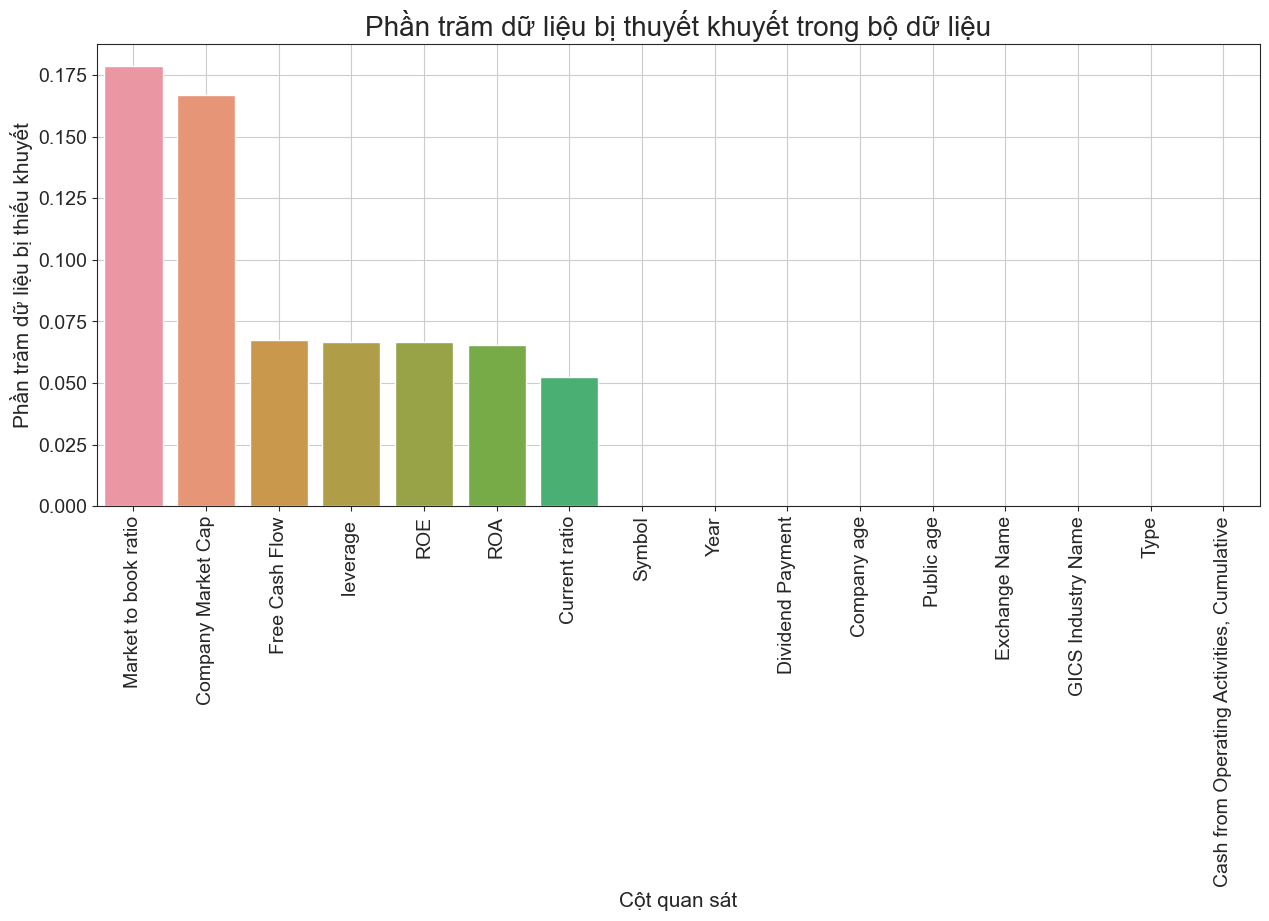 Phần trăm dữ liệu bị thuyết khuyết trong bộ dữ liệu
Phần trăm dữ liệu bị thiếu khuyết
0.175
0.150
0.125
0.100
0.075
0.050
0.025
0.000
Market to book ratio
Company Market Cap
Free Cash Flow
leverage
ROE
ROA
Current ratio
Symbol
Year
Dividend Payment
Company age
Public age
Exchange Name
GICS Industry Name
Type
Cash from Operating Activities, Cumulative
Cột quan sát